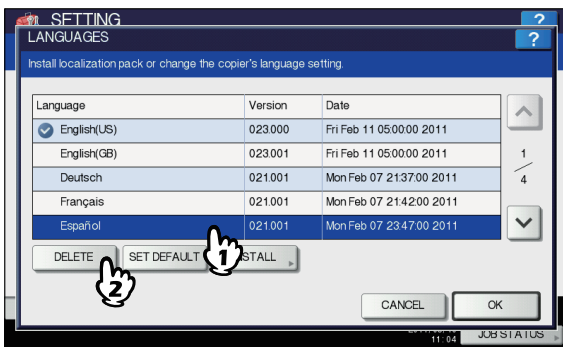 SETTING ?
LANGUAGES ?
Install localization pack or change the copier's language setting.
Language Version Date
English(US) 023.000 Fri Feb 11 05:00:00 2011
English(GB) 023.001 Fri Feb 11 05:00:00 2011
1
Deutsch 021.001 Mon Feb 07 21:37:00 2011
4
Français 021.001 Mon Feb 07 21:42:00 2011
Español 021.001 Mon Feb 07 23:47:00 2011
DELETE SET DEFAULT STALL
1
2
CANCEL OK
11:04 JOB STATUS